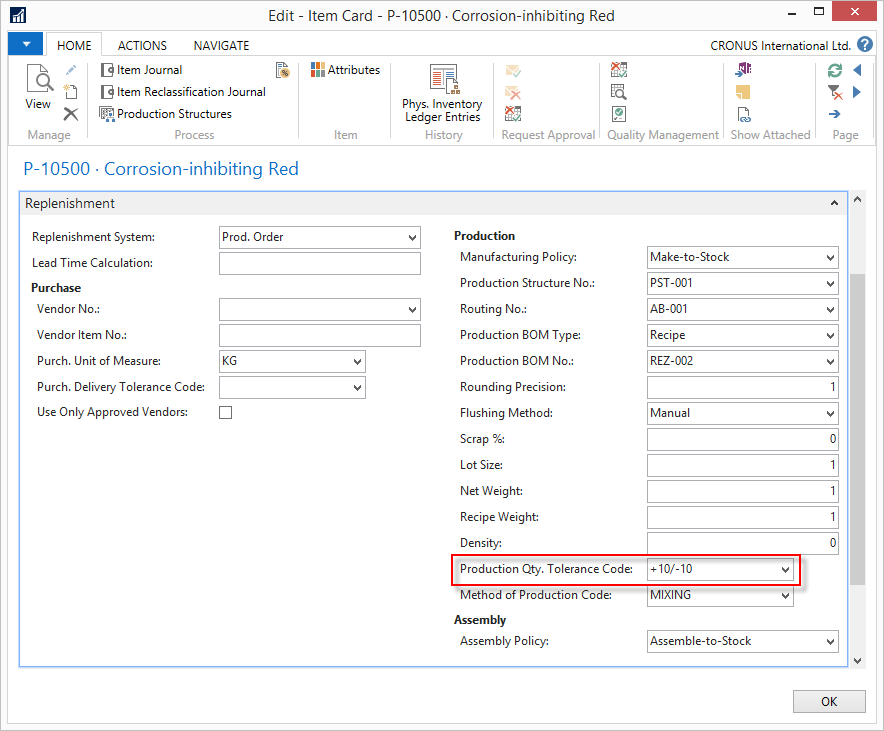 Edit - Item Card - P-10500 · Corrosion-inhibiting Red
HOME ACTIONS NAVIGATE CRONUS International Ltd. ?
View
Manage
Item Journal
Item Reclassification Journal
Production Structures
Process
Attributes
Item
Phys. Inventory
Ledger Entries
History
Request Approval
Quality Management
Show Attached
Page
P-10500 · Corrosion-inhibiting Red
Replenishment
Replenishment System: Prod. Order
Lead Time Calculation:
Purchase
Vendor No.:
Vendor Item No.:
Purch. Unit of Measure: KG
Purch. Delivery Tolerance Code:
Use Only Approved Vendors:
Production
Manufacturing Policy: Make-to-Stock
Production Structure No.: PST-001
Routing No.: AB-001
Production BOM Type: Recipe
Production BOM No.: REZ-002
Rounding Precision: 1
Flushing Method: Manual
Scrap %: 0
Lot Size: 1
Net Weight: 1
Recipe Weight: 1
Density: 0
Production Qty. Tolerance Code: +10/-10
Method of Production Code: MIXING
Assembly
Assembly Policy: Assemble-to-Stock
OK